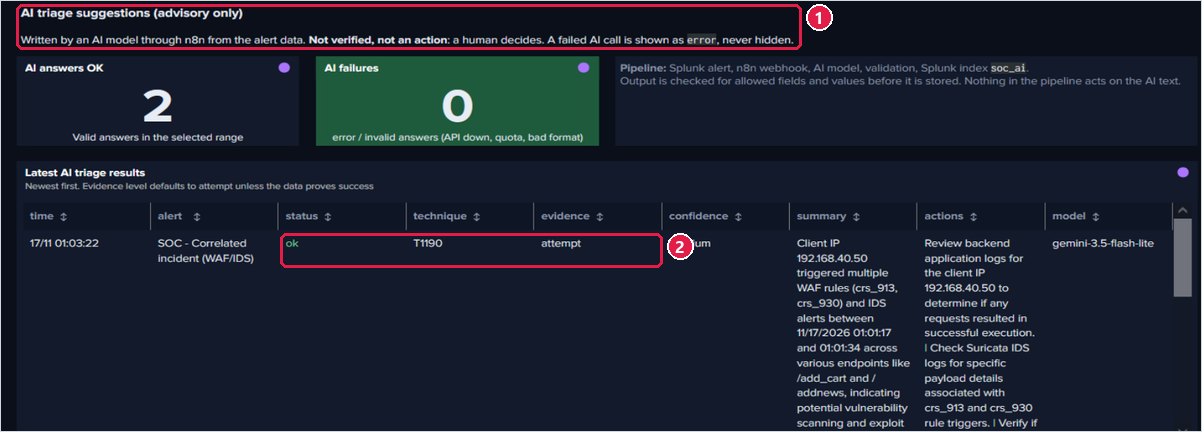 AI triage suggestions (advisory only)
1
Written by an AI model through n8n from the alert data. Not verified, not an action: a human decides. A failed AI call is shown as error, never hidden.
AI answers OK
2
Valid answers in the selected range
AI failures
0
error / invalid answers (API down, quota, bad format)
Pipeline: Splunk alert, n8n webhook, AI model, validation, Splunk index soc_ai.
Output is checked for allowed fields and values before it is stored. Nothing in the pipeline acts on the AI text.
Latest AI triage results
Newest first. Evidence level defaults to attempt unless the data proves success
time alert status technique evidence confidence summary actions model
17/11 01:03:22
SOC - Correlated
incident (WAF/IDS)
ok
T1190
attempt
2
um
Client IP
192.168.40.50
triggered multiple
WAF rules (crs_913,
crs_930) and IDS
alerts between
11/17/2026 01:01:17
and 01:01:34 across
various endpoints like
/add_cart and /
addnews, indicating
potential vulnerability
scanning and exploit
Review backend
application logs for
the client IP
192.168.40.50 to
determine if any
requests resulted in
successful execution.
| Check Suricata IDS
logs for specific
payload details
associated with
crs_913 and crs_930
rule triggers. | Verify if
gemini-3.5-flash-lite